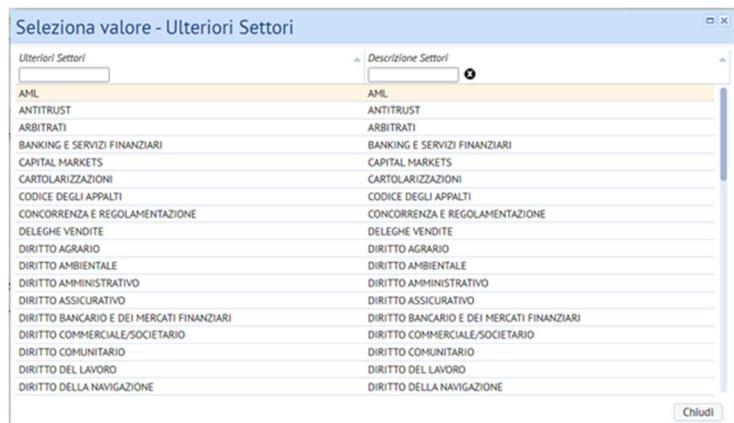 Seleziona valore - Ulteriori Settori
Ulteriori Settori Descrizione Settori
AML AML
ANTITRUST ANTITRUST
ARBITRATI ARBITRATI
BANKING E SERVIZI FINANZIARI BANKING E SERVIZI FINANZIARI
CAPITAL MARKETS CAPITAL MARKETS
CARTOLARIZZAZIONI CARTOLARIZZAZIONI
CODICE DEGLI APPALTI CODICE DEGLI APPALTI
CONCORRENZA E REGOLAMENTAZIONE CONCORRENZA E REGOLAMENTAZIONE
DELEGHE VENDITE DELEGHE VENDITE
DIRITTO AGRARIO DIRITTO AGRARIO
DIRITTO AMBIENTALE DIRITTO AMBIENTALE
DIRITTO AMMINISTRATIVO DIRITTO AMMINISTRATIVO
DIRITTO ASSICURATIVO DIRITTO ASSICURATIVO
DIRITTO BANCARIO E DEI MERCATI FINANZIARI DIRITTO BANCARIO E DEI MERCATI FINANZIARI
DIRITTO COMMERCIALE/SOCIETARIO DIRITTO COMMERCIALE/SOCIETARIO
DIRITTO COMUNITARIO DIRITTO COMUNITARIO
DIRITTO DEL LAVORO DIRITTO DEL LAVORO
DIRITTO DELLA NAVIGAZIONE DIRITTO DELLA NAVIGAZIONE
Chiudi